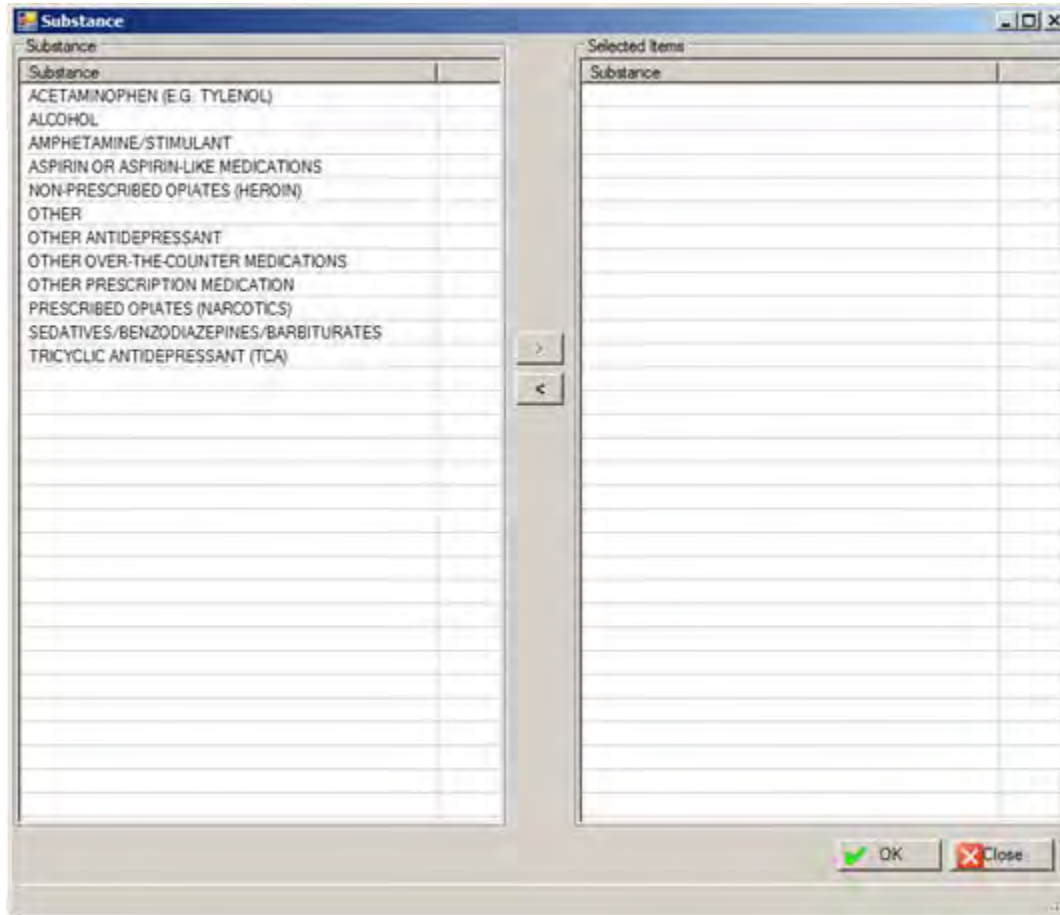 Substance
Substance
Substance
ACETAMINOPHEN (E.G. TYLENOL)
ALCOHOL
AMPHETAMINE/STIMULANT
ASPIRIN OR ASPIRIN-LIKE MEDICATIONS
NON-PRESCRIBED OPIATES (HEROIN)
OTHER
OTHER ANTIDEPRESSANT
OTHER OVER-THE-COUNTER MEDICATIONS
OTHER PRESCRIPTION MEDICATION
PRESCRIBED OPIATES (NARCOTICS)
SEDATIVES/BENZODIAZEPINES/BARBITURATES
TRICYCLIC ANTIDEPRESSANT (TCA)
>
<
Selected Items
Substance
OK
Close